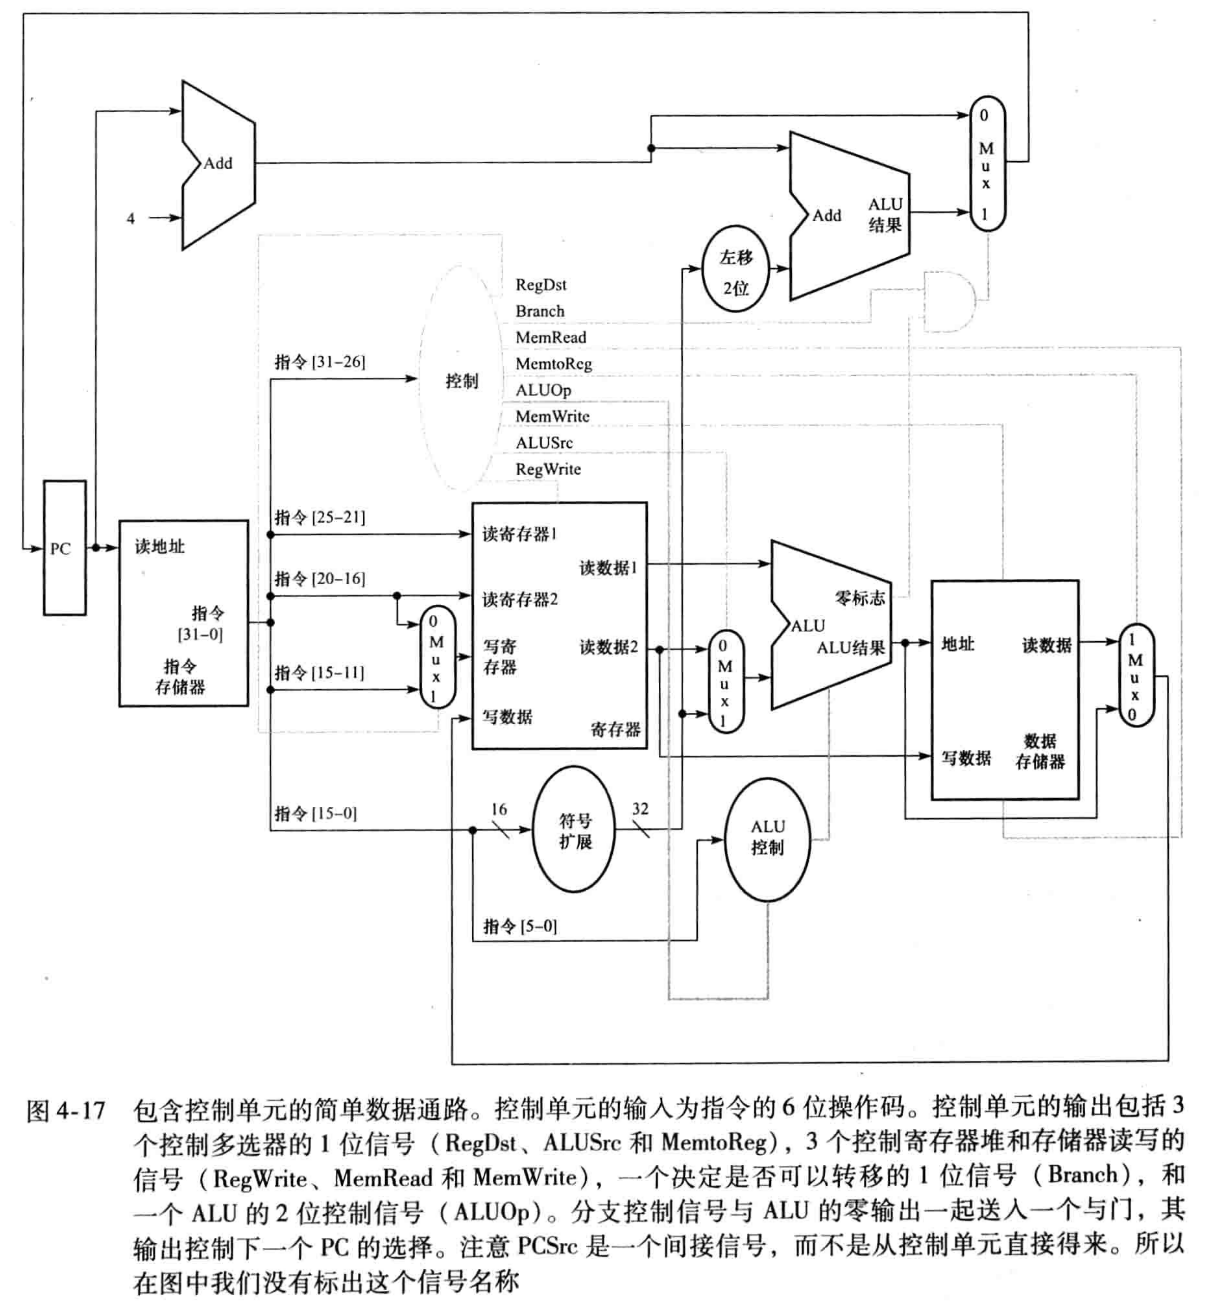 0
M
u
x
1
Add
4
Add
ALU
结果
左移
2位
RegDst
Branch
MemRead
MemtoReg
ALUOp
MemWrite
ALUSrc
RegWrite
控制
指令 [31-26]
PC
读地址
指令
[31-0]
指令
存储器
指令 [25-21]
指令 [20-16]
指令 [15-11]
指令 [15-0]
0
M
u
x
1
读寄存器1
读寄存器2
写寄
存器
写数据
读数据1
读数据2
寄存器
0
M
u
x
1
零标志
ALU
ALU结果
地址
读数据
写数据
数据
存储器
1
M
u
x
0
16
符号
扩展
32
ALU
控制
指令 [5-0]
图 4-17 包含控制单元的简单数据通路。控制单元的输入为指令的 6 位操作码。控制单元的输出包括 3
个控制多选器的 1 位信号（RegDst、ALUSrc 和 MemtoReg），3 个控制寄存器堆和存储器读写的
信号（RegWrite、MemRead 和 MemWrite），一个决定是否可以转移的 1 位信号（Branch），和
一个 ALU 的 2 位控制信号（ALUOp）。分支控制信号与 ALU 的零输出一起送入一个与门，其
输出控制下一个 PC 的选择。注意 PCSrc 是一个间接信号，而不是从控制单元直接得来。所以
在图中我们没有标出这个信号名称